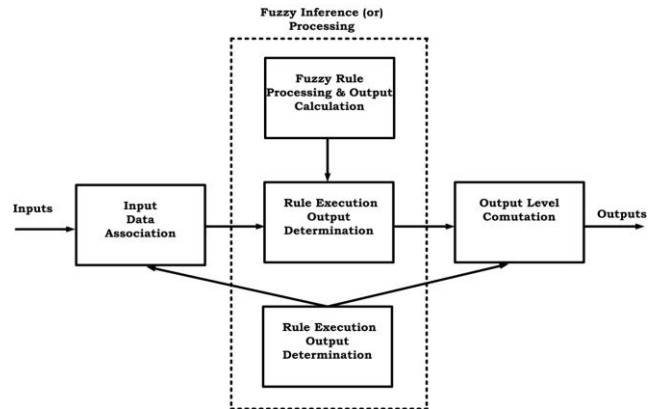 Fuzzy Inference (or)
Processing
Fuzzy Rule
Processing & Output
Calculation
Inputs
Input
Data
Association
Rule Execution
Output
Determination
Output Level
Comutation
Outputs
Rule Execution
Output
Determination